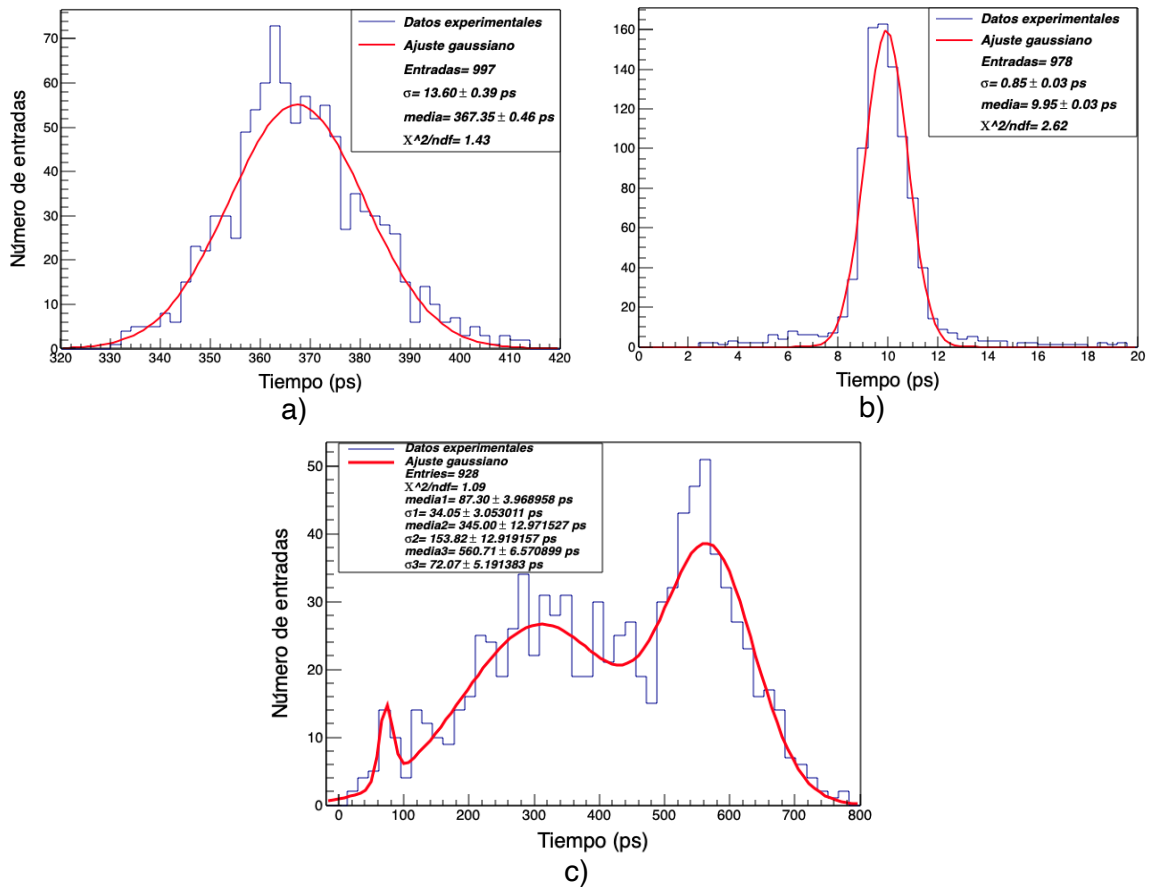 Datos experimentales
Ajuste gaussiano
Entradas= 997
σ= 13.60 ± 0.39 ps
media= 367.35 ± 0.46 ps
X^2/ndf= 1.43
70
60
50
40
30
20
10
0
320 330 340 350 360 370 380 390 400 410 420
Número de entradas
Tiempo (ps)
a)
Datos experimentales
Ajuste gaussiano
Entradas= 978
σ= 0.85 ± 0.03 ps
media= 9.95 ± 0.03 ps
X^2/ndf= 2.62
160
140
120
100
80
60
40
20
0
0 2 4 6 8 10 12 14 16 18 20
Tiempo (ps)
b)
Datos experimentales
Ajuste gaussiano
Entries= 928
X^2/ndf= 1.09
media1= 87.30 ± 3.968958 ps
σ1= 34.05 ± 3.053011 ps
media2= 345.00 ± 12.971527 ps
σ2= 153.82 ± 12.919157 ps
media3= 560.71 ± 6.570899 ps
σ3= 72.07 ± 5.191383 ps
50
40
30
20
10
0
0 100 200 300 400 500 600 700 800
Número de entradas
Tiempo (ps)
c)